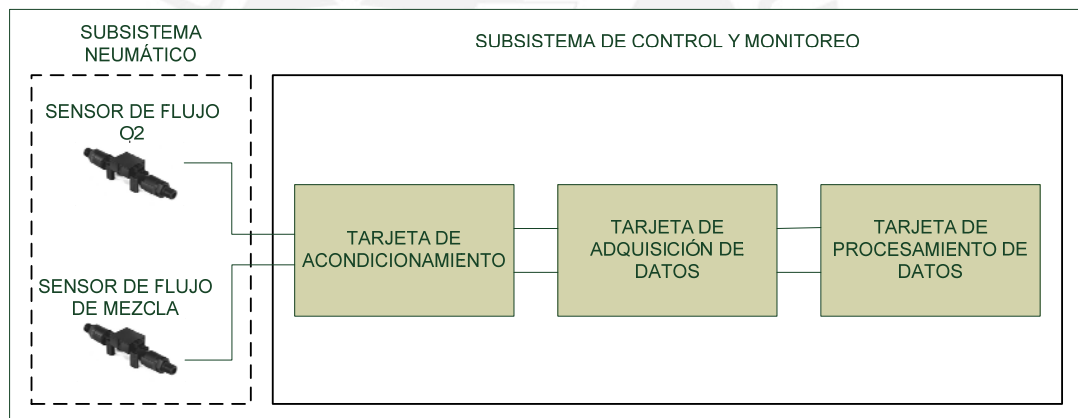 SUBSISTEMA
NEUMÁTICO
SUBSISTEMA DE CONTROL Y MONITOREO
SENSOR DE FLUJO
O2
SENSOR DE FLUJO
DE MEZCLA
TARJETA DE
ACONDICIONAMIENTO
TARJETA DE
ADQUISICIÓN DE
DATOS
TARJETA DE
PROCESAMIENTO DE
DATOS